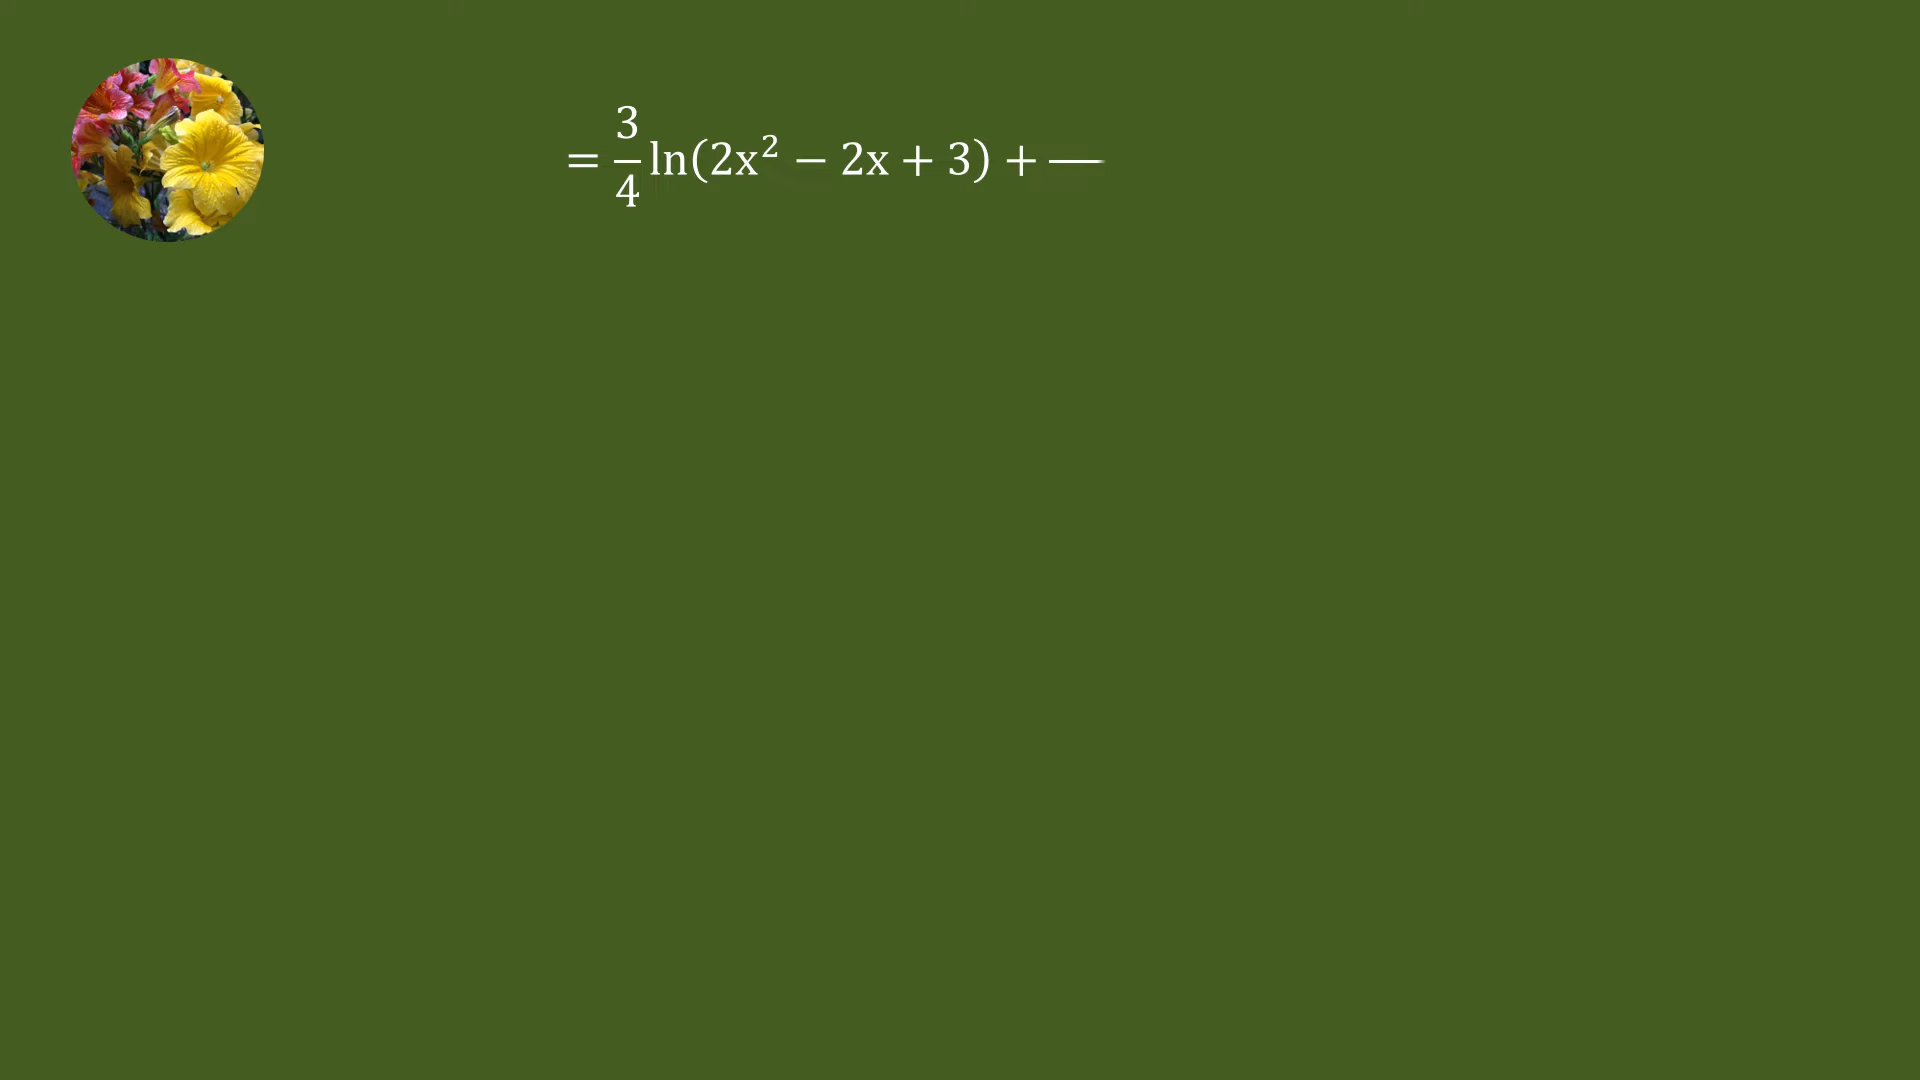 = 3/4 ln(2x² − 2x + 3) + —